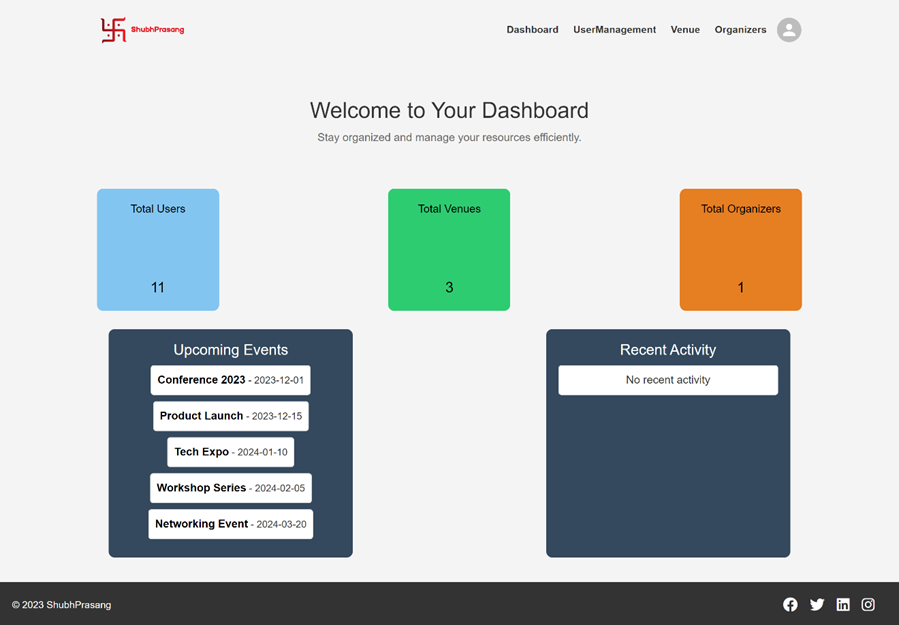 ShubhPrasang
Dashboard UserManagement Venue Organizers
Welcome to Your Dashboard
Stay organized and manage your resources efficiently.
Total Users
11
Total Venues
3
Total Organizers
1
Upcoming Events
Conference 2023 - 2023-12-01
Product Launch - 2023-12-15
Tech Expo - 2024-01-10
Workshop Series - 2024-02-05
Networking Event - 2024-03-20
Recent Activity
No recent activity
© 2023 ShubhPrasang